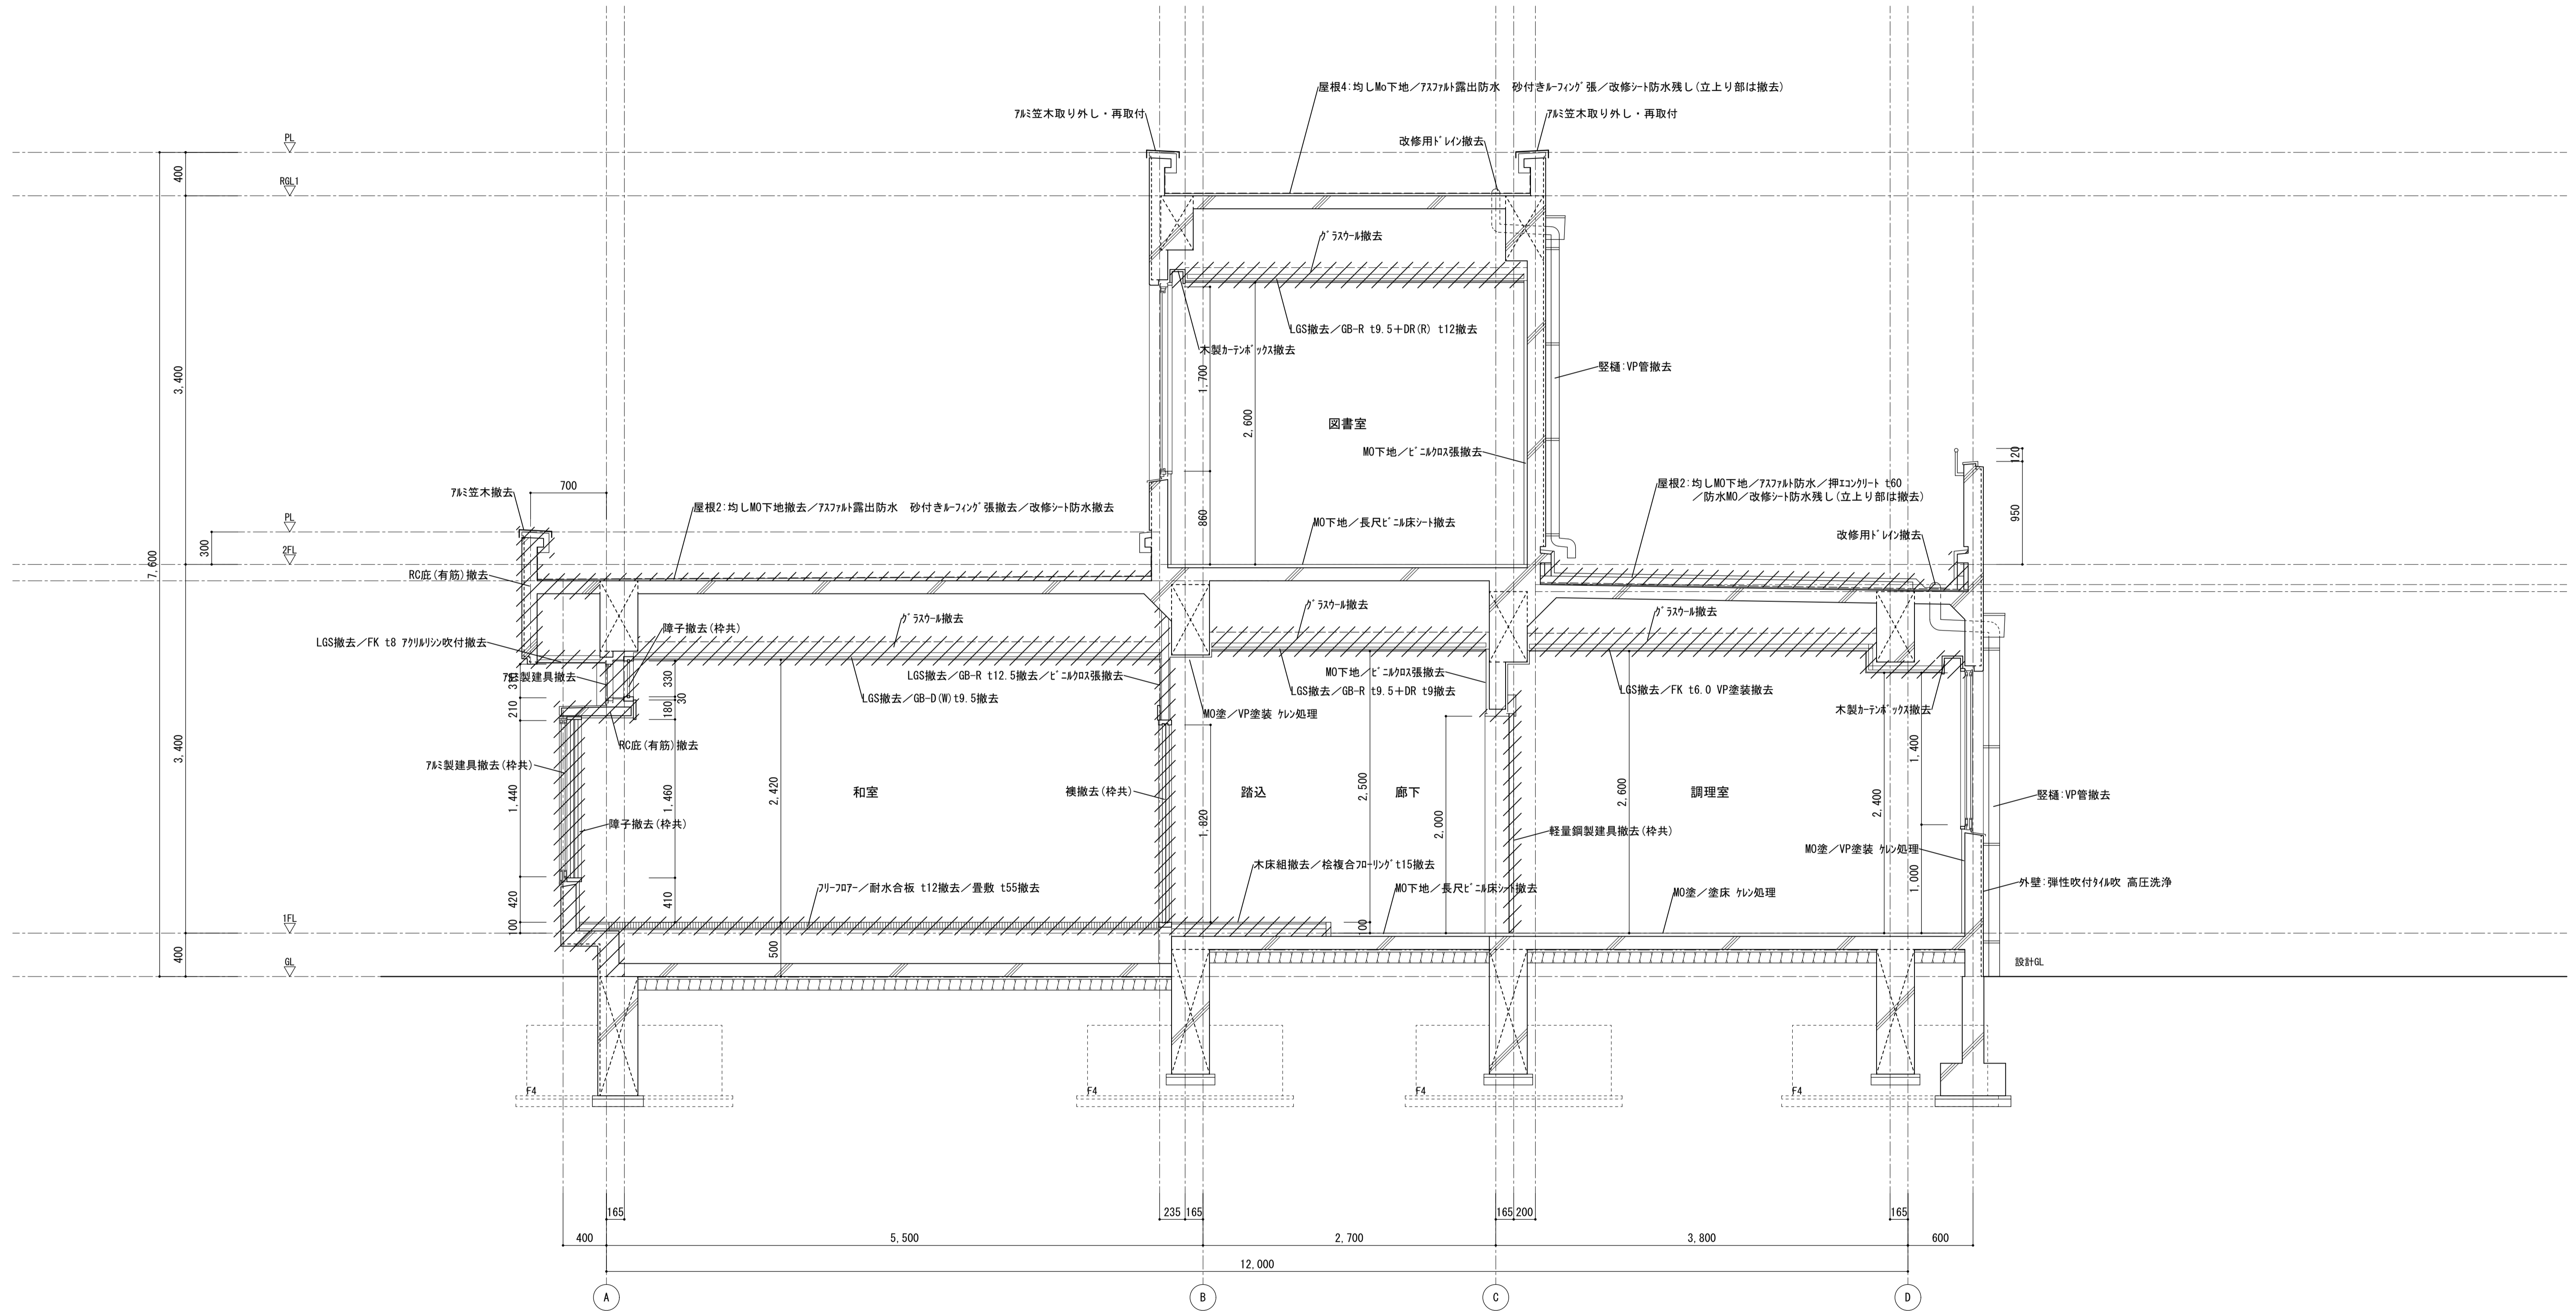 屋根4:均しMo下地／ｱｽﾌｧﾙﾄ露出防水　砂付きﾙｰﾌｨﾝｸﾞ張／改修ｼｰﾄ防水残し(立上り部は撤去)
ｱﾙﾐ笠木取り外し・再取付
ｱﾙﾐ笠木取り外し・再取付
改修用ﾄﾞﾚｲﾝ撤去
PL
400
RGL1
ｸﾞﾗｽｳｰﾙ撤去
LGS撤去／GB-R t9.5＋DR(R) t12撤去
木製ｶｰﾃﾝﾎﾞｯｸｽ撤去
1,700
3,400
竪樋:VP管撤去
2,600
図書室
MO下地／ﾋﾞﾆﾙｸﾛｽ張撤去
120
700
ｱﾙﾐ笠木撤去
屋根2:均しMO下地撤去／ｱｽﾌｧﾙﾄ露出防水　砂付きﾙｰﾌｨﾝｸﾞ張撤去／改修ｼｰﾄ防水撤去
屋根2:均しMO下地／ｱｽﾌｧﾙﾄ防水／押ｴｺﾝｸﾘｰﾄ t60
／防水MO／改修ｼｰﾄ防水残し(立上り部は撤去)
860
MO下地／長尺ﾋﾞﾆﾙ床ｼｰﾄ撤去
950
PL
改修用ﾄﾞﾚｲﾝ撤去
300
2FL
7,600
RC庇(有筋)撤去
ｸﾞﾗｽｳｰﾙ撤去
ｸﾞﾗｽｳｰﾙ撤去
ｸﾞﾗｽｳｰﾙ撤去
障子撤去(枠共)
LGS撤去／FK t8 ｱｸﾘﾙﾘｼﾝ吹付撤去
ｱﾙﾐ製建具撤去
310
330
30
LGS撤去／GB-R t12.5撤去／ﾋﾞﾆﾙｸﾛｽ張撤去
MO下地／ﾋﾞﾆﾙｸﾛｽ張撤去
LGS撤去／GB-D(W)t9.5撤去
LGS撤去／GB-R t9.5＋DR t9撤去
LGS撤去／FK t6.0 VP塗装撤去
210
180
MO塗／VP塗装 ｹﾚﾝ処理
木製ｶｰﾃﾝﾎﾞｯｸｽ撤去
RC庇(有筋)撤去
3,400
1,400
ｱﾙﾐ製建具撤去(枠共)
1,440
1,460
2,420
和室
襖撤去(枠共)
踏込
2,500
廊下
2,600
調理室
2,400
竪樋:VP管撤去
障子撤去(枠共)
1,820
2,000
軽量鋼製建具撤去(枠共)
MO塗／VP塗装 ｹﾚﾝ処理
木床組撤去／桧複合ﾌﾛｰﾘﾝｸﾞt15撤去
ﾌﾘｰﾌﾛｱｰ／耐水合板 t12撤去／畳敷 t55撤去
MO下地／長尺ﾋﾞﾆﾙ床ｼｰﾄ撤去
MO塗／塗床 ｹﾚﾝ処理
1,000
外壁:弾性吹付ﾀｲﾙ吹 高圧洗浄
420
410
1FL
100
100
400
500
GL
設計GL
F4
F4
F4
F4
165
235
165
165
200
165
400
5,500
2,700
3,800
600
12,000
A
B
C
D